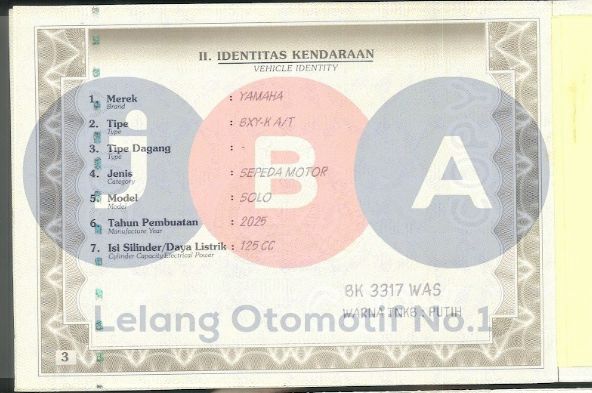 II. IDENTITAS KENDARAAN
VEHICLE IDENTITY
1. Merek : YAMAHA
Brand
2. Tipe : BXY-K A/T
Type
3. Tipe Dagang : -
Type
4. Jenis : SEPEDA MOTOR
Category
5. Model : SOLO
Model
6. Tahun Pembuatan : 2025
Manufacture Year
7. Isi Silinder/Daya Listrik : 125 CC
Cylinder Capacity/Electrical Power
j B A
BK 3317 WAS
WARNA TNKB : PUTIH
Lelang Otomotif No.1
3